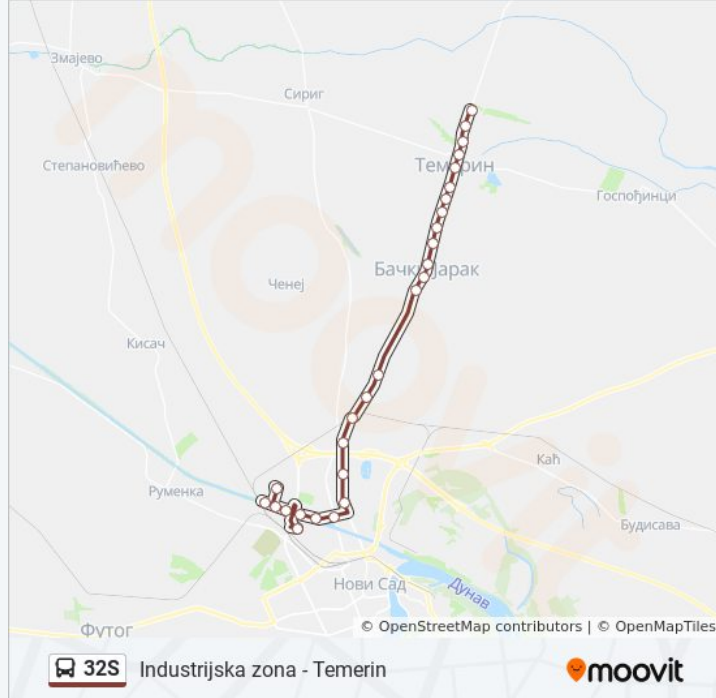 Змајево
Сириг
Степановићево
Темерин
Госпођинци
Бачки Јарак
Ченеј
Кисач
Каћ
Руменка
Будисава
Нови Сад
Дунав
Футог
© OpenStreetMap contributors | © OpenMapTiles
32S Industrijska zona - Temerin
moovit